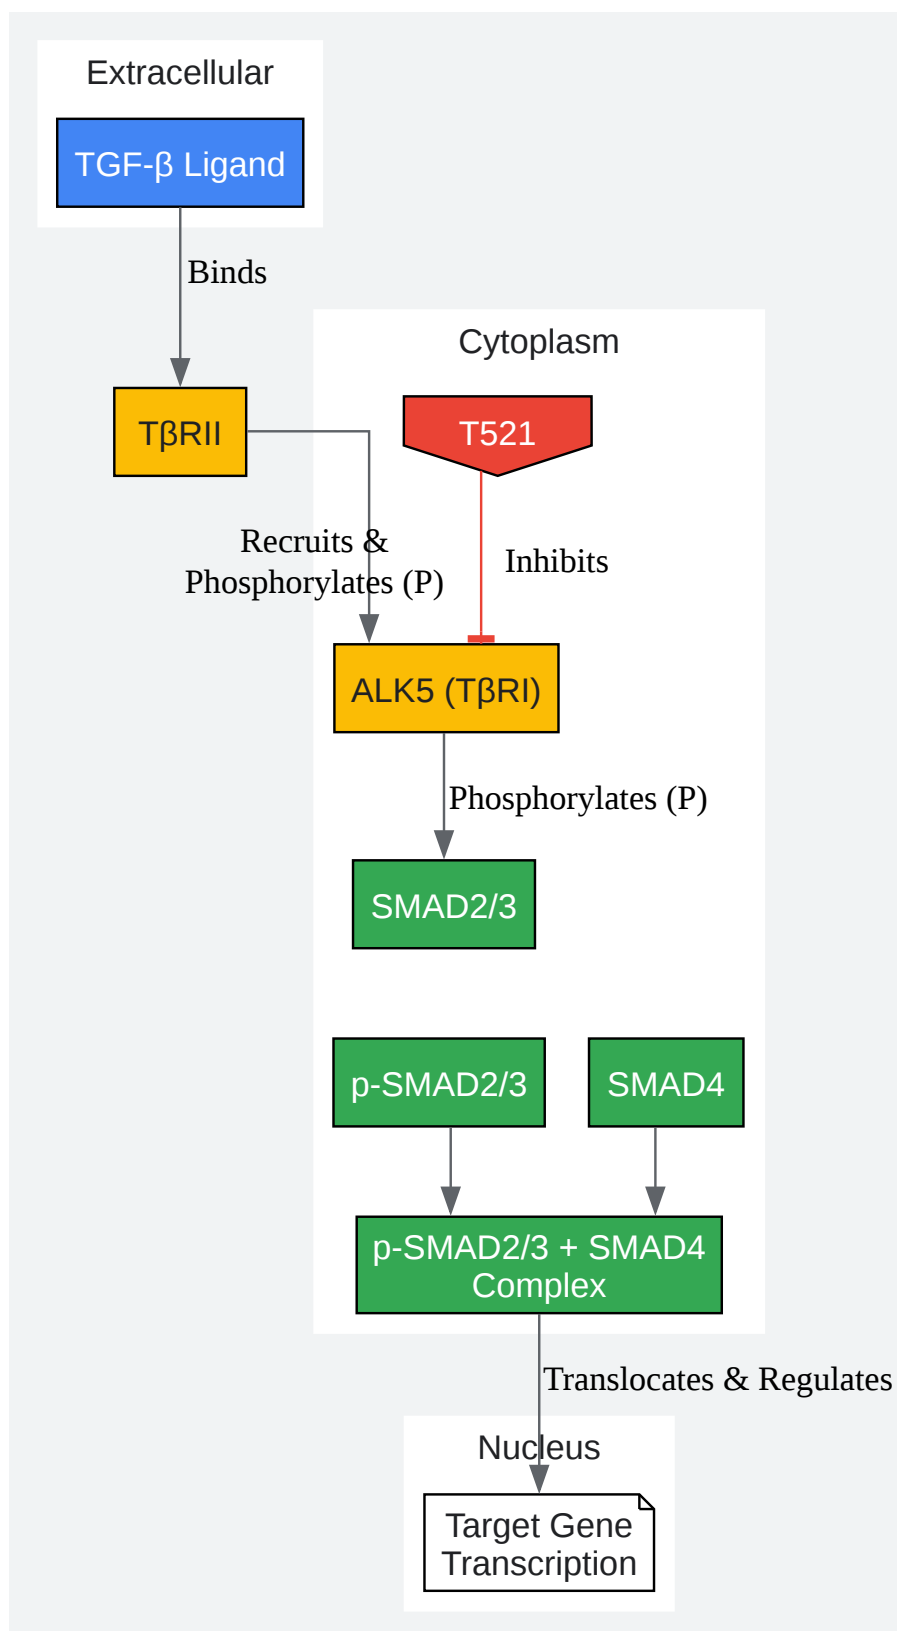 Extracellular
TGF-β Ligand
Binds
Cytoplasm
TβRII
T521
Recruits &
Phosphorylates (P)
Inhibits
ALK5 (TβRI)
Phosphorylates (P)
SMAD2/3
p-SMAD2/3
SMAD4
p-SMAD2/3 + SMAD4
Complex
Translocates & Regulates
Nucleus
Target Gene
Transcription